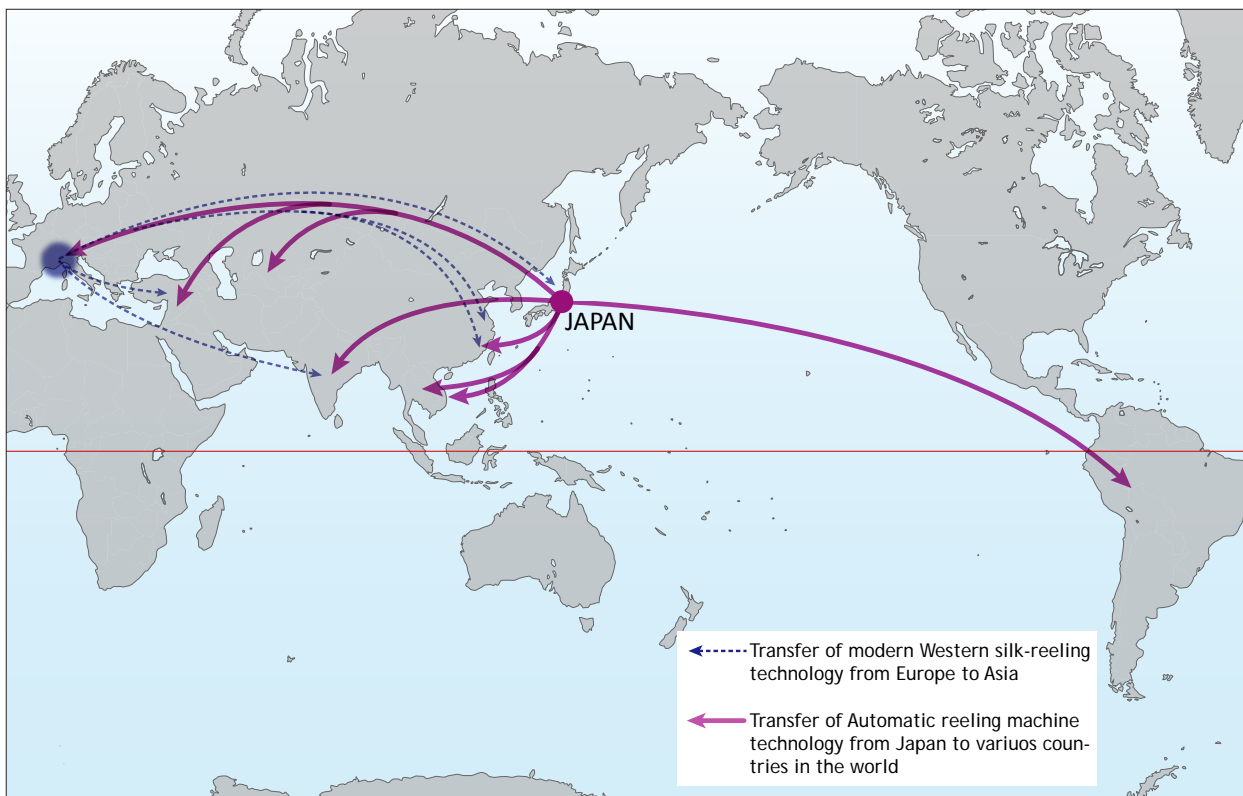 JAPAN
Transfer of modern Western silk-reeling
technology from Europe to Asia
Transfer of Automatic reeling machine
technology from Japan to variuos coun-
tries in the world